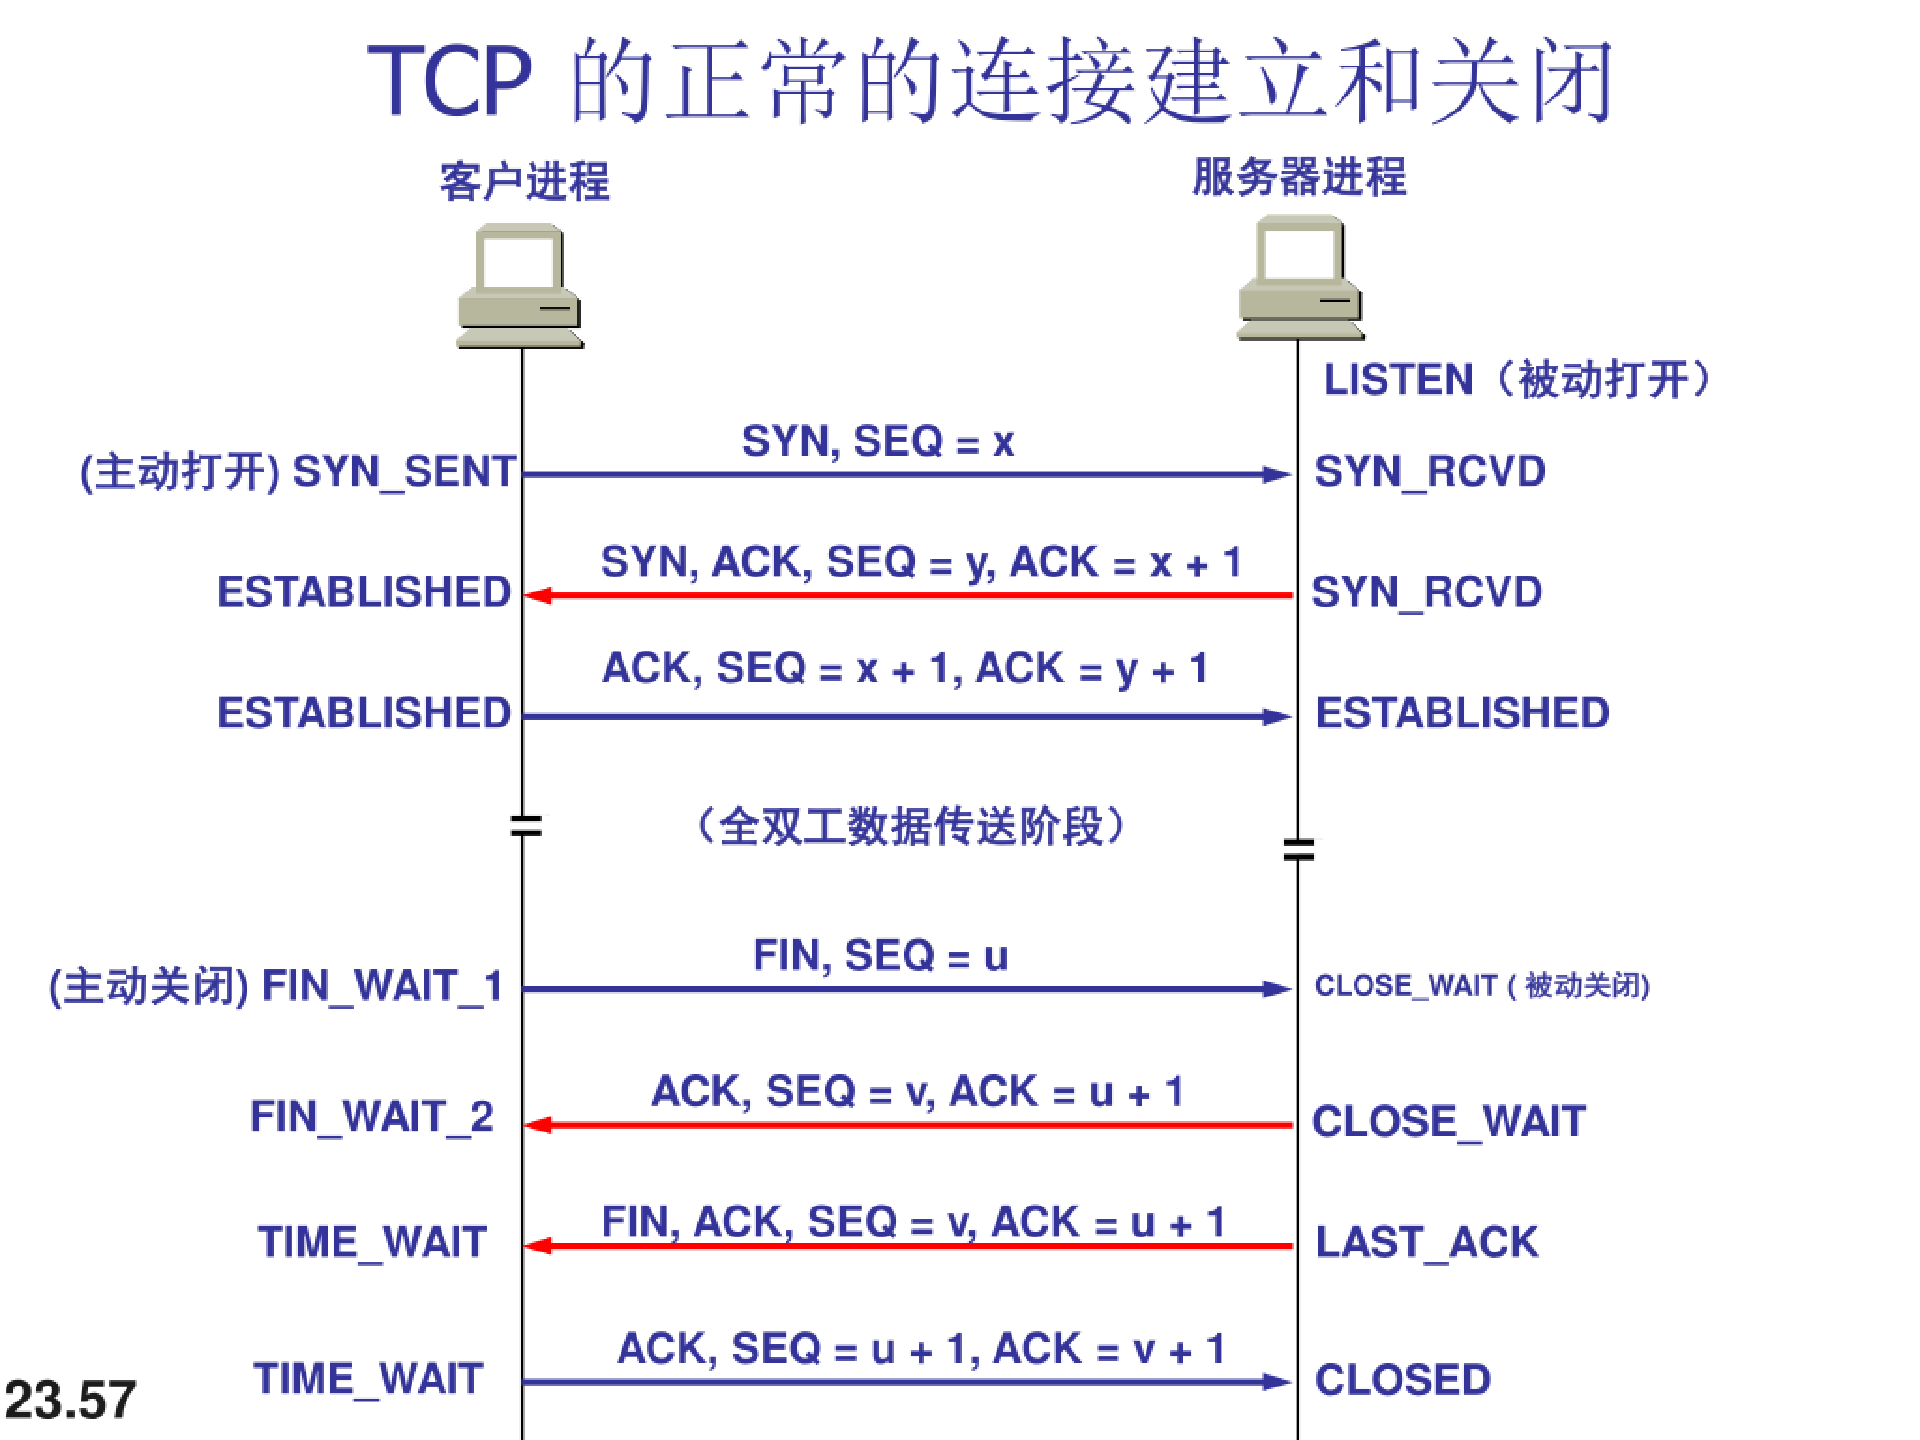 TCP 的正常的连接建立和关闭
客户进程
服务器进程
LISTEN（被动打开）
SYN, SEQ = x
(主动打开) SYN_SENT
SYN_RCVD
SYN, ACK, SEQ = y, ACK = x + 1
ESTABLISHED
SYN_RCVD
ACK, SEQ = x + 1, ACK = y + 1
ESTABLISHED
ESTABLISHED
（全双工数据传送阶段）
FIN, SEQ = u
(主动关闭) FIN_WAIT_1
CLOSE_WAIT ( 被动关闭)
ACK, SEQ = v, ACK = u + 1
FIN_WAIT_2
CLOSE_WAIT
FIN, ACK, SEQ = v, ACK = u + 1
TIME_WAIT
LAST_ACK
ACK, SEQ = u + 1, ACK = v + 1
TIME_WAIT
CLOSED
23.57